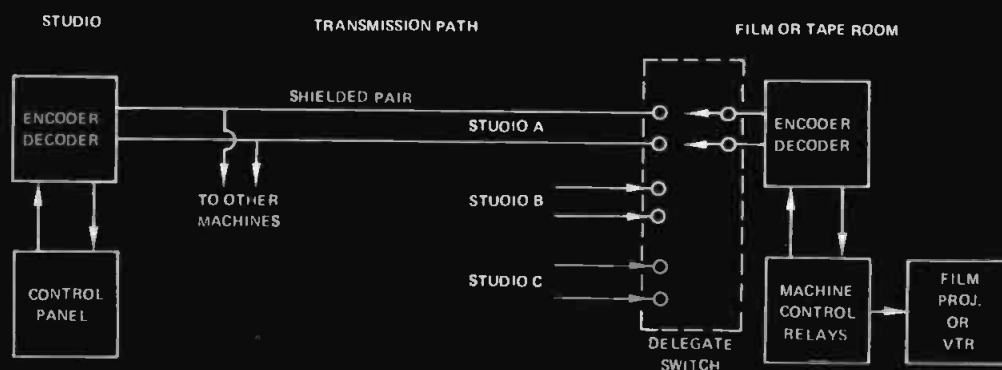 STUDIO
TRANSMISSION PATH
FILM OR TAPE ROOM
ENCODER
DECODER
SHIELDED PAIR
STUDIO A
ENCODER
DECODER
TO OTHER
MACHINES
STUDIO B
STUDIO C
CONTROL
PANEL
DELEGATE
SWITCH
MACHINE
CONTROL
RELAYS
FILM
PROJ.
OR
VTR